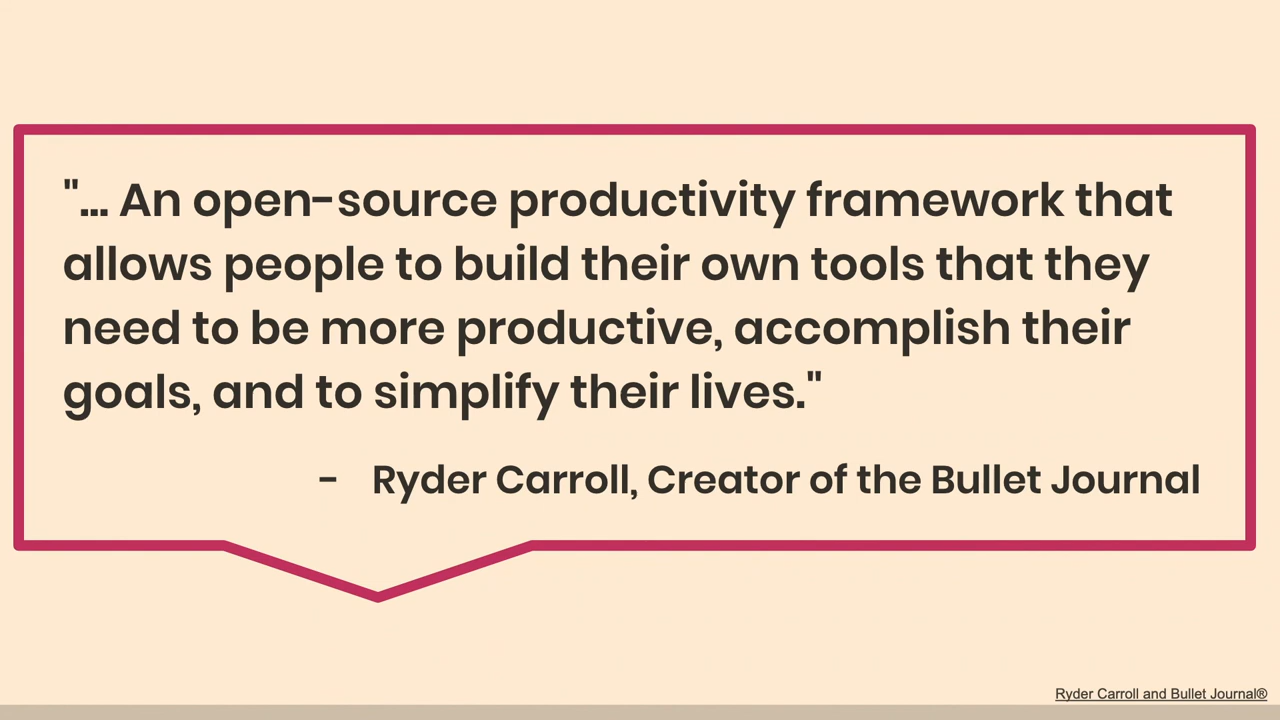 "... An open-source productivity framework that
allows people to build their own tools that they
need to be more productive, accomplish their
goals, and to simplify their lives."
- Ryder Carroll, Creator of the Bullet Journal
Ryder Carroll and Bullet Journal®